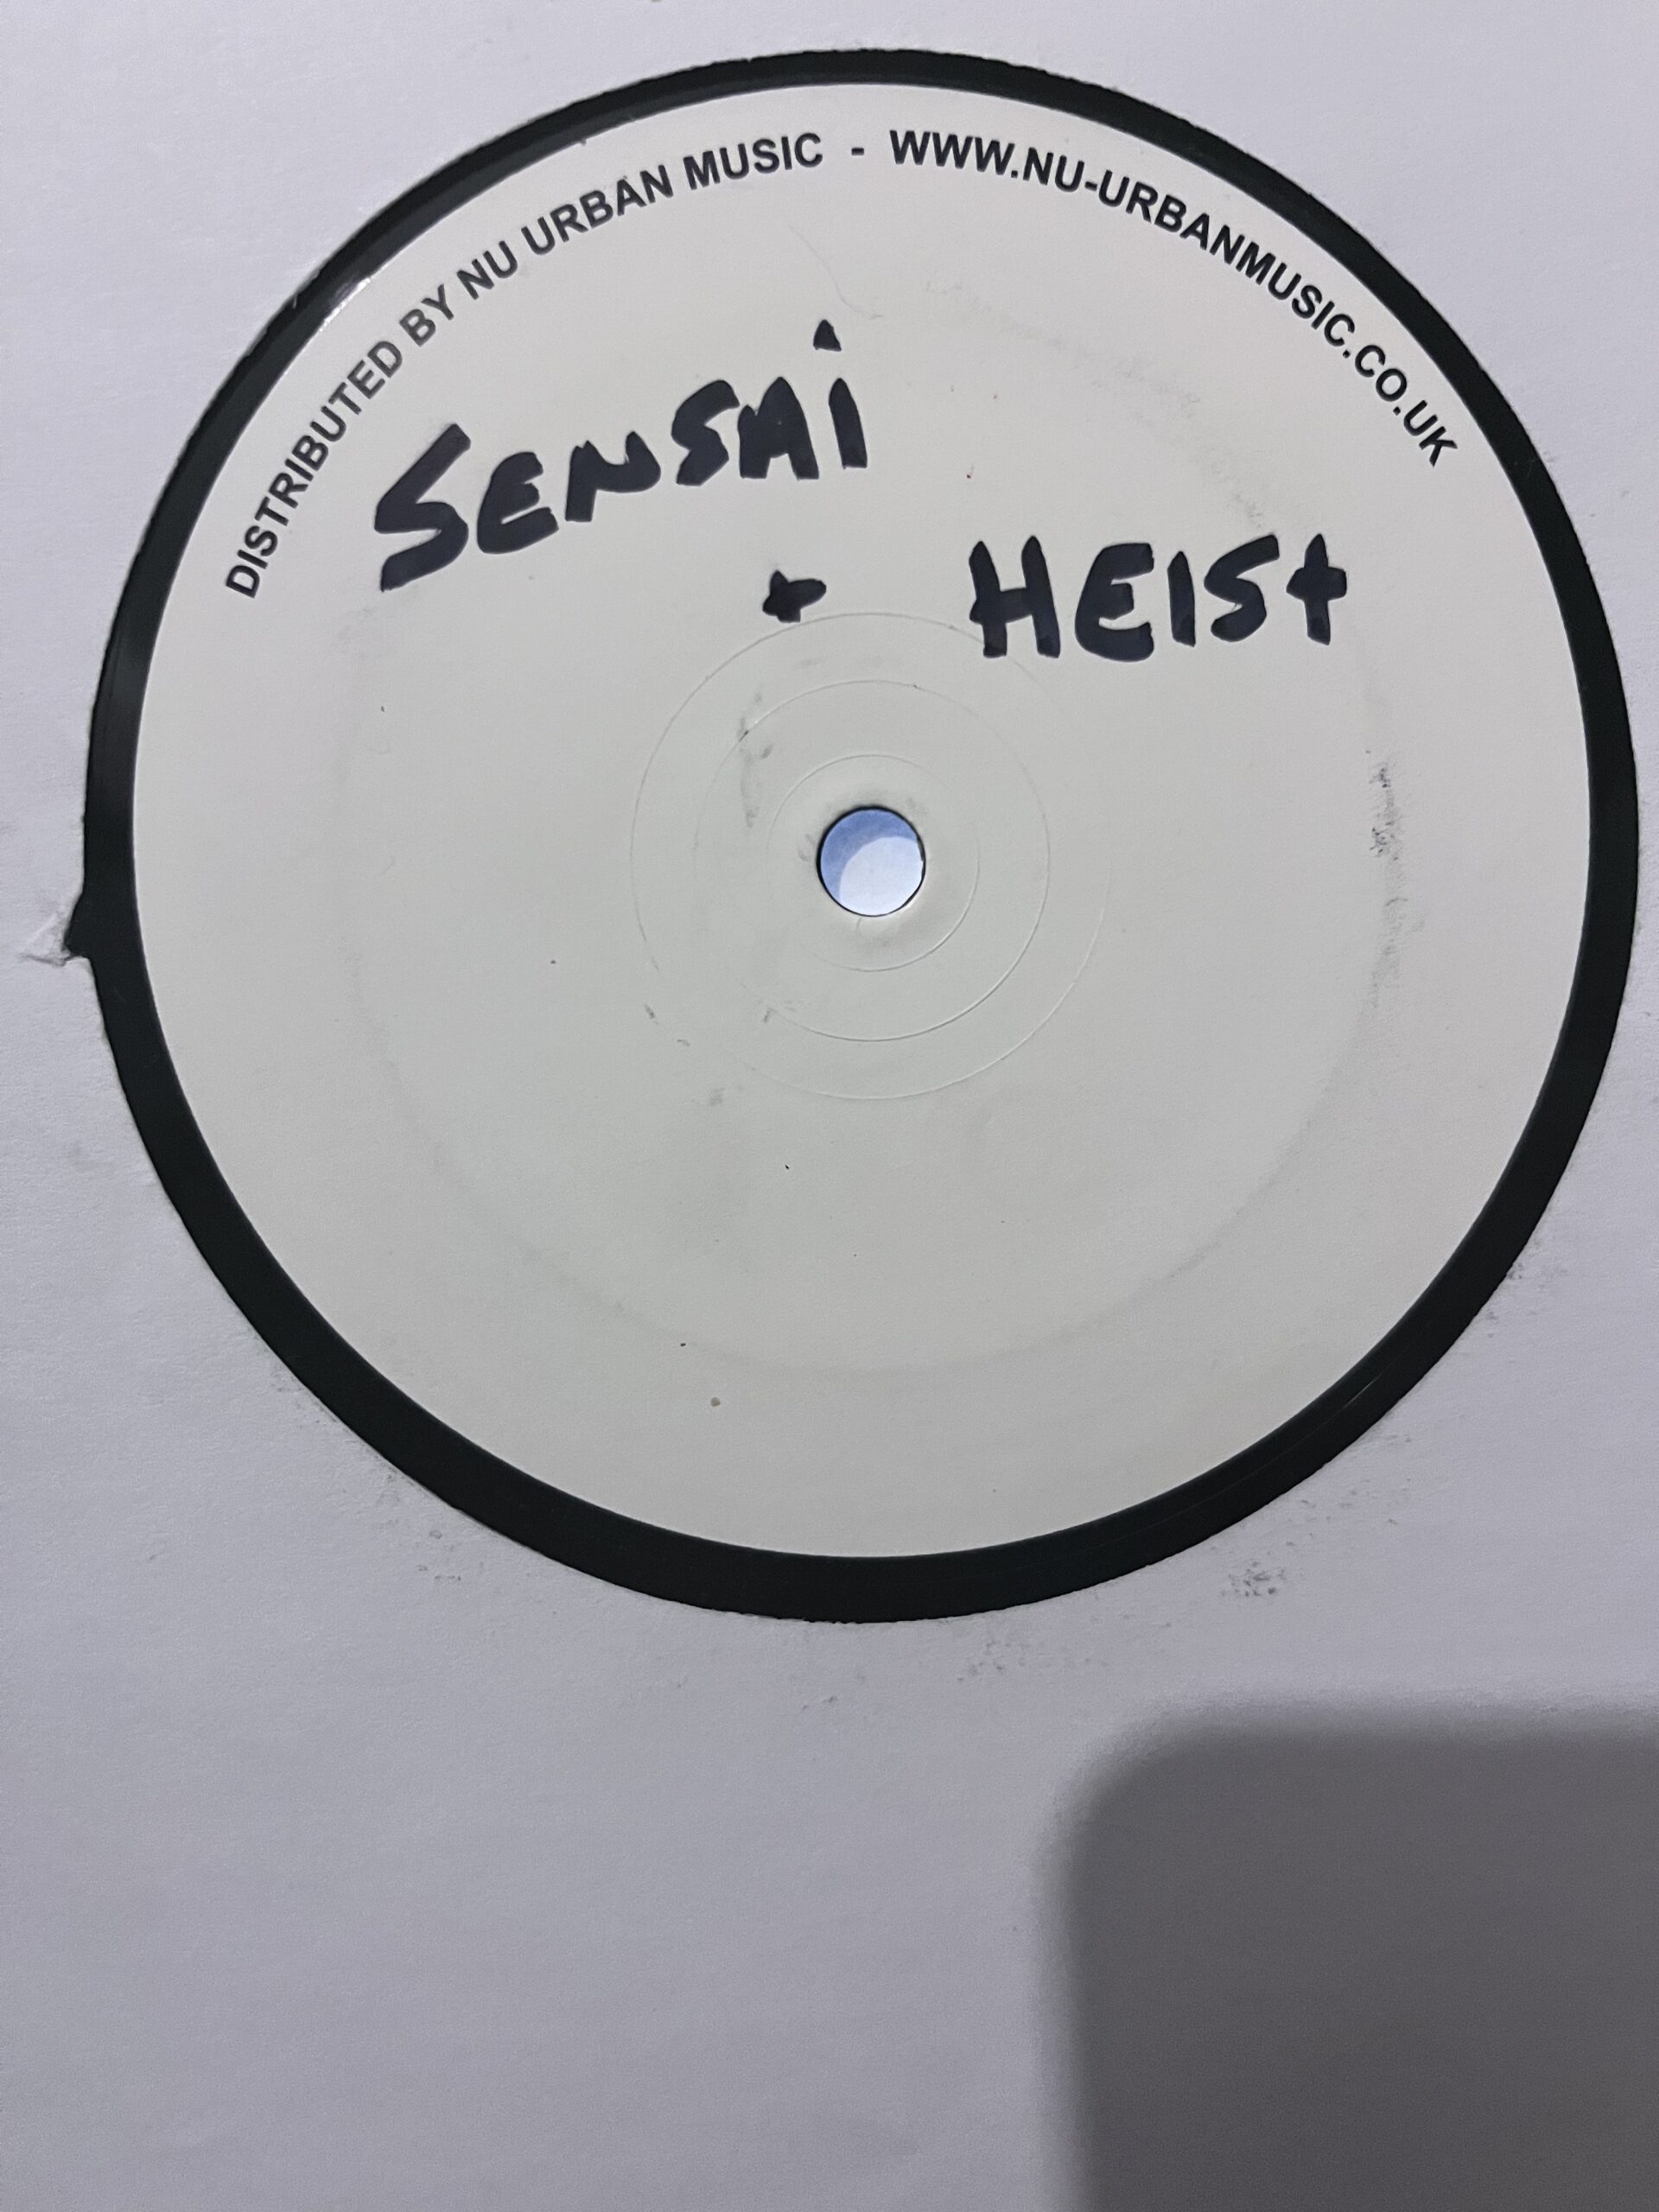 DISTRIBUTED BY NU URBAN MUSIC - WWW.NU-URBANMUSIC.CO.UK
SENSAi
+ HEISt